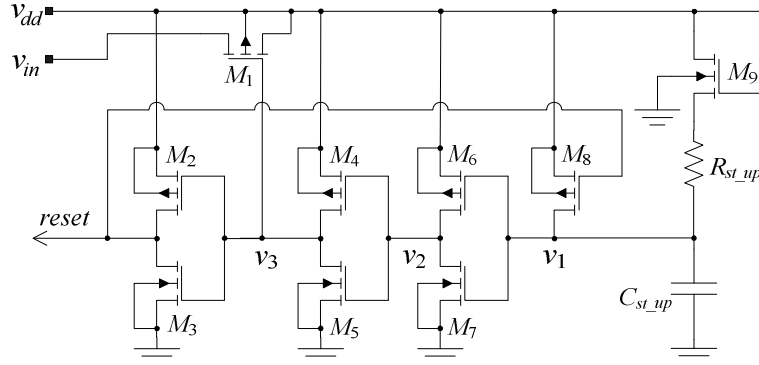 v_dd
v_in
M_1
M_9
M_2
M_4
M_6
M_8
R_st_up
reset
v_3
v_2
v_1
C_st_up
M_3
M_5
M_7